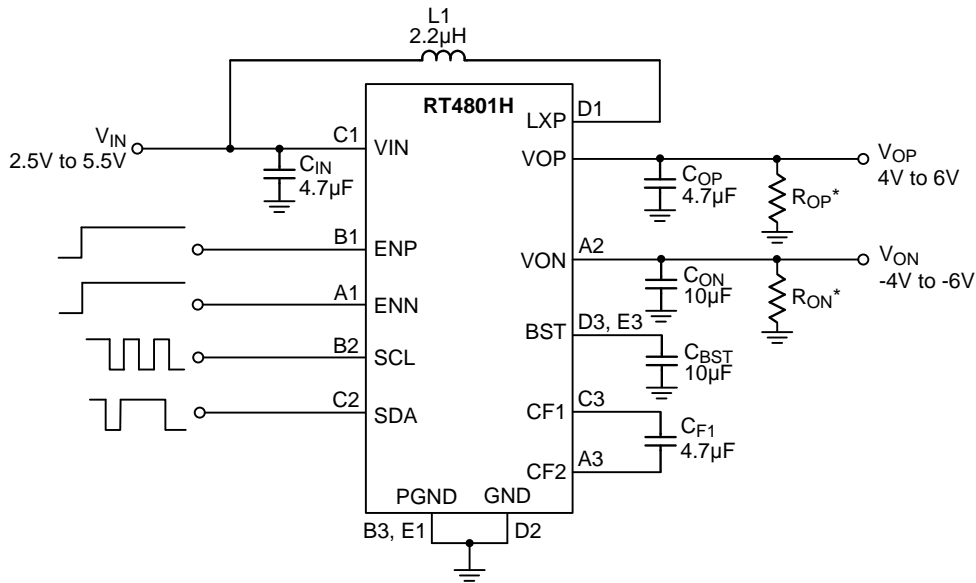 L1
2.2µH
RT4801H
D1
LXP
V_IN
2.5V to 5.5V
C1
VIN
C_IN
4.7µF
VOP
C_OP
4.7µF
R_OP*
V_OP
4V to 6V
B1
ENP
A2
VON
C_ON
10µF
R_ON*
V_ON
-4V to -6V
A1
ENN
D3, E3
BST
C_BST
10µF
B2
SCL
C2
SDA
C3
CF1
C_F1
4.7µF
A3
CF2
PGND
GND
B3, E1
D2